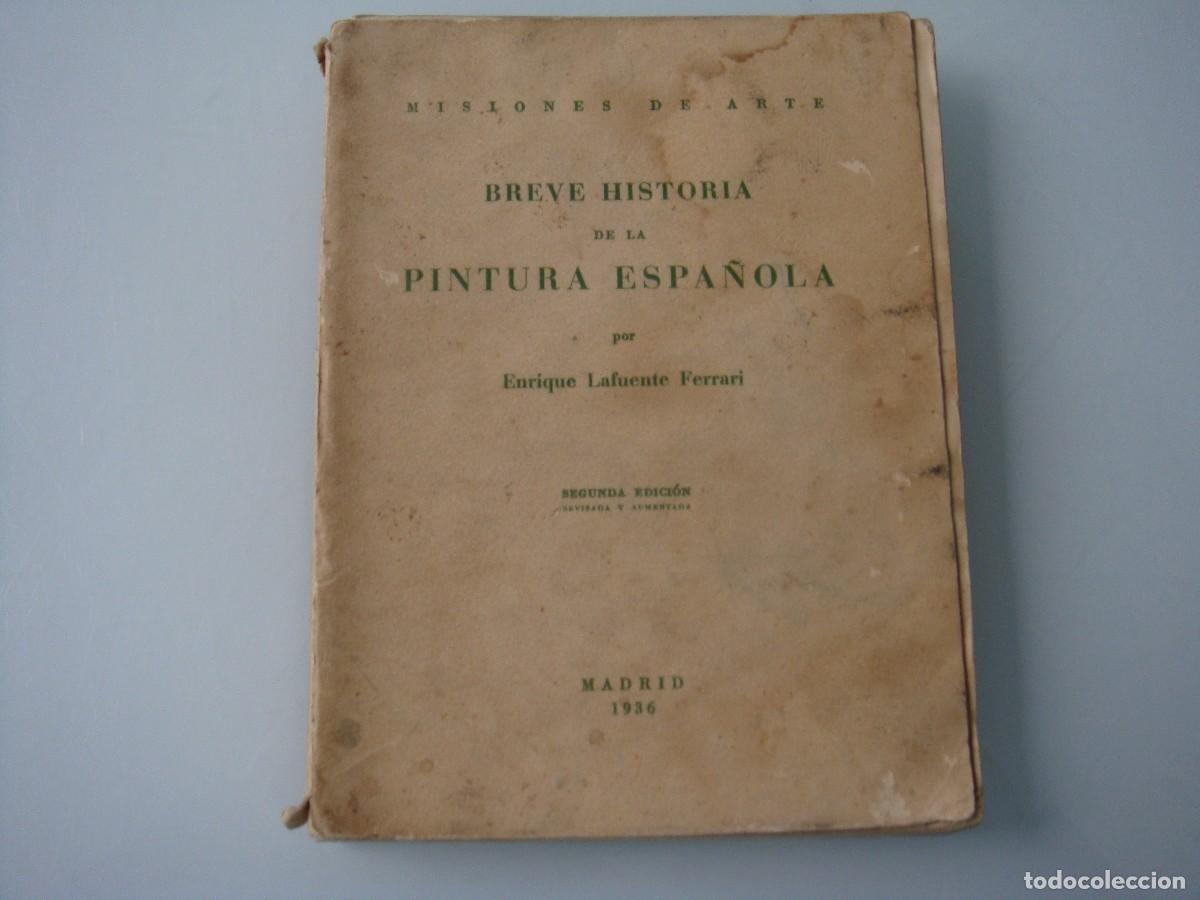 MISIONES DE ARTE
BREVE HISTORIA
DE LA
PINTURA ESPAÑOLA
por
Enrique Lafuente Ferrari
SEGUNDA EDICIÓN
REVISADA Y AUMENTADA
MADRID
1936
todocoleccion